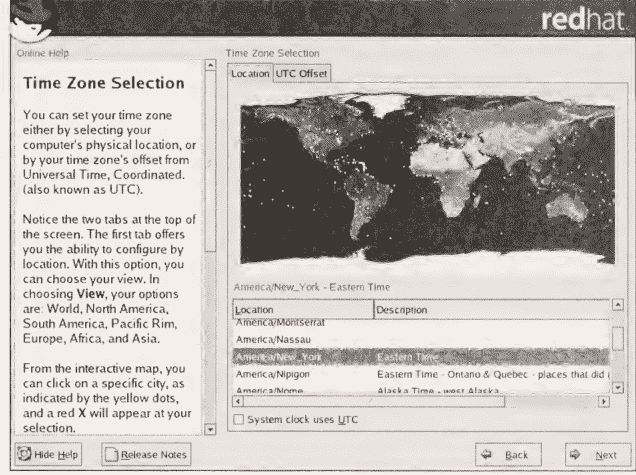 redhat
Online Help
Time Zone Selection
You can set your time zone
either by selecting your
computer's physical location, or
by your time zone's offset from
Universal Time, Coordinated.
(also known as UTC).
Notice the two tabs at the top of
the screen. The first tab offers
you the ability to configure by
location. With this option, you
can choose your view. In
choosing View, your options
are: World, North America,
South America, Pacific Rim,
Europe, Africa, and Asia.
From the interactive map, you
can click on a specific city, as
indicated by the yellow dots,
and a red X will appear at your
selection.
Time Zone Selection
Location UTC Offset
America/New_York - Eastern Time
Location Description
America/Montserrat
America/Nassau
America/New_York Eastern Time
America/Nipigon Eastern Time - Ontario & Quebec - places that did
America/Nome Alaska Time - west Alaska
System clock uses UTC
Hide Help
Release Notes
Back
Next